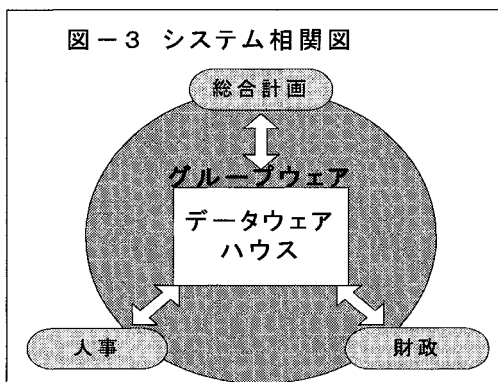 図－3 システム相関図
総合計画
グループウェア
データウェア
ハウス
人事
財政